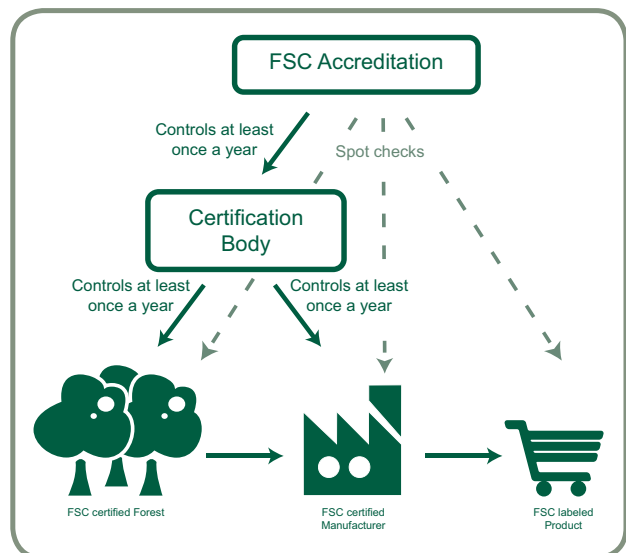 FSC Accreditation
Controls at least
once a year
Spot checks
Certification
Body
Controls at least
once a year
Controls at least
once a year
FSC certified Forest
FSC certified
Manufacturer
FSC labeled
Product